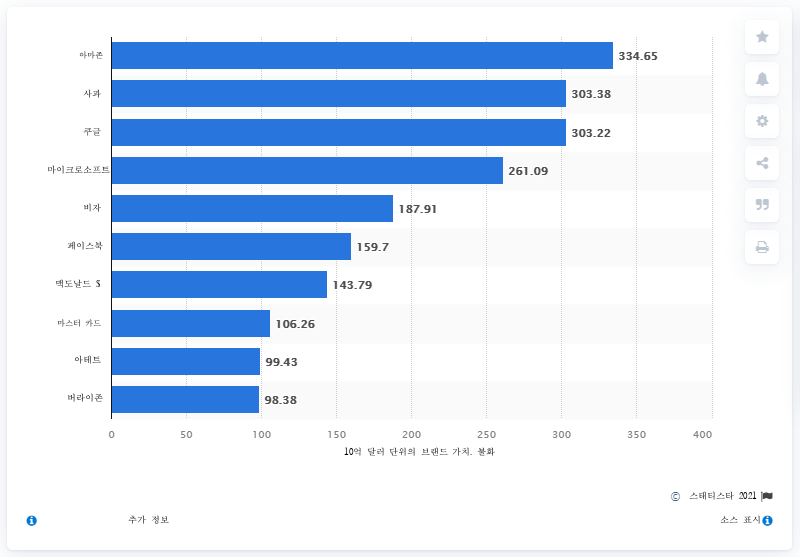 아마존 334.65
사과 303.38
구글 303.22
마이크로소프트 261.09
비자 187.91
페이스북 159.7
맥도날드 S 143.79
마스터 카드 106.26
아테트 99.43
버라이존 98.38
0 50 100 150 200 250 300 350 400
10억 달러 단위의 브랜드 가치. 불화
© 스태티스타 2021
추가 정보
소스 표시